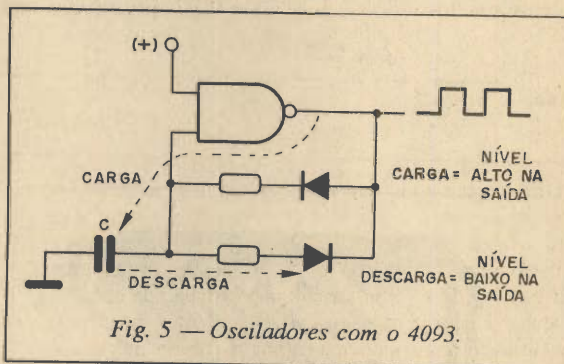 (+)
CARGA
C
DESCARGA
NÍVEL
CARGA = ALTO NA
SAÍDA
NÍVEL
DESCARGA = BAIXO NA
SAÍDA
Fig. 5 — Osciladores com o 4093.